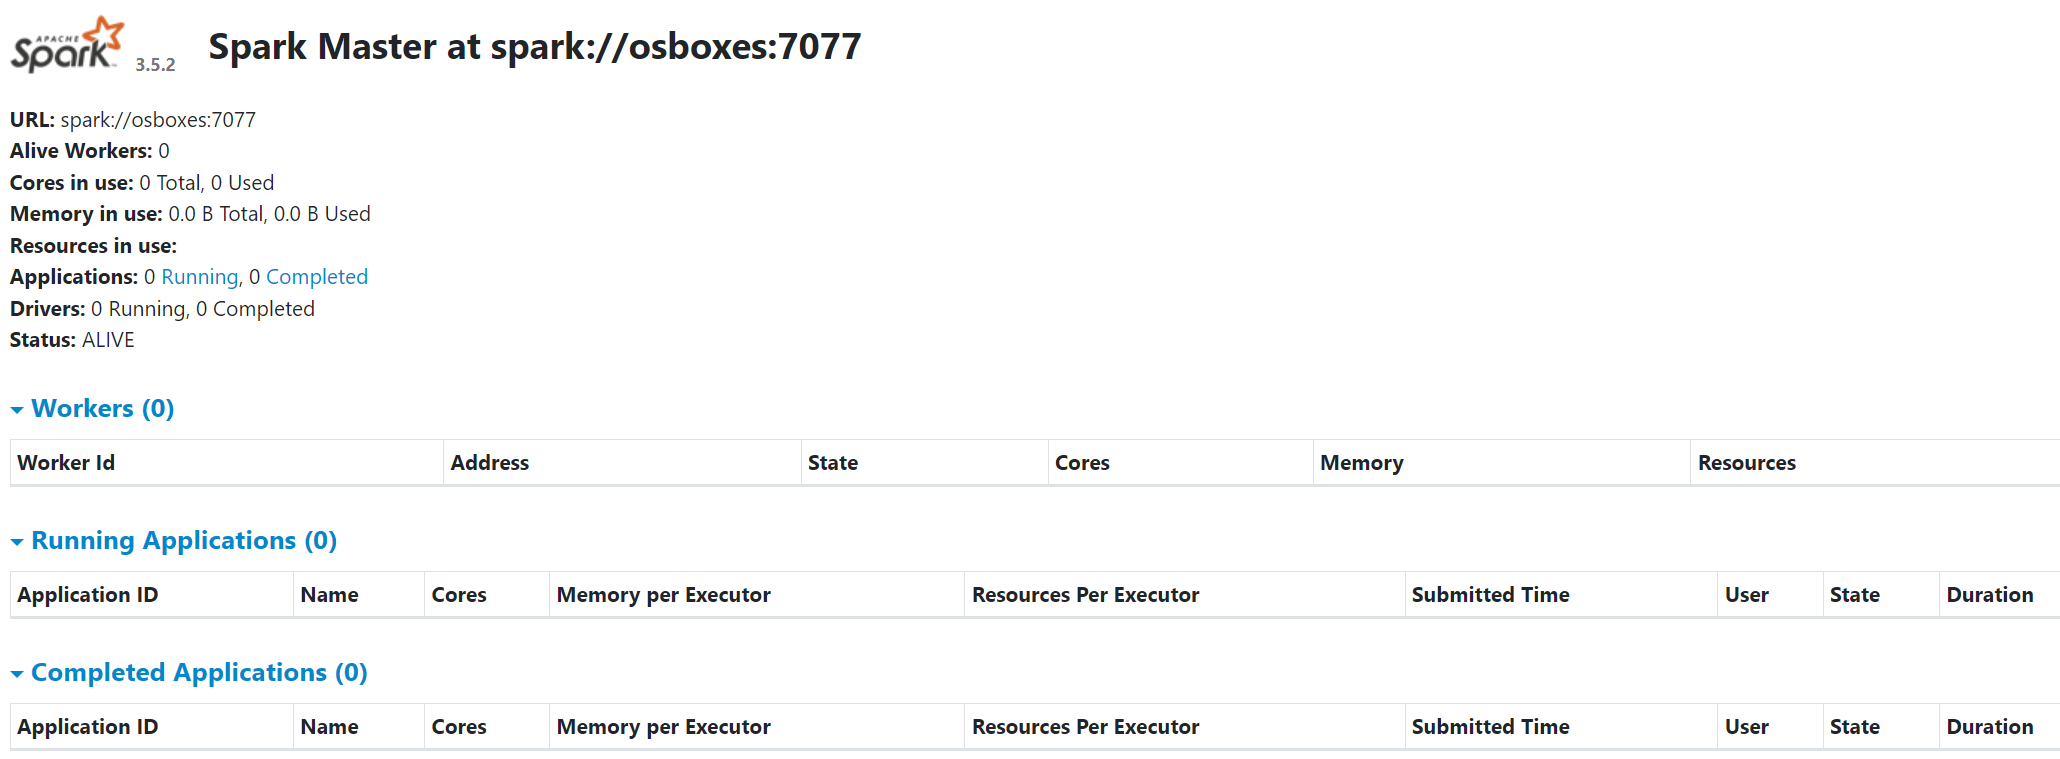 APACHE
Spark 3.5.2 Spark Master at spark://osboxes:7077
URL: spark://osboxes:7077
Alive Workers: 0
Cores in use: 0 Total, 0 Used
Memory in use: 0.0 B Total, 0.0 B Used
Resources in use:
Applications: 0 Running, 0 Completed
Drivers: 0 Running, 0 Completed
Status: ALIVE
Workers (0)
Worker Id Address State Cores Memory Resources
Running Applications (0)
Application ID Name Cores Memory per Executor Resources Per Executor Submitted Time User State Duration
Completed Applications (0)
Application ID Name Cores Memory per Executor Resources Per Executor Submitted Time User State Duration